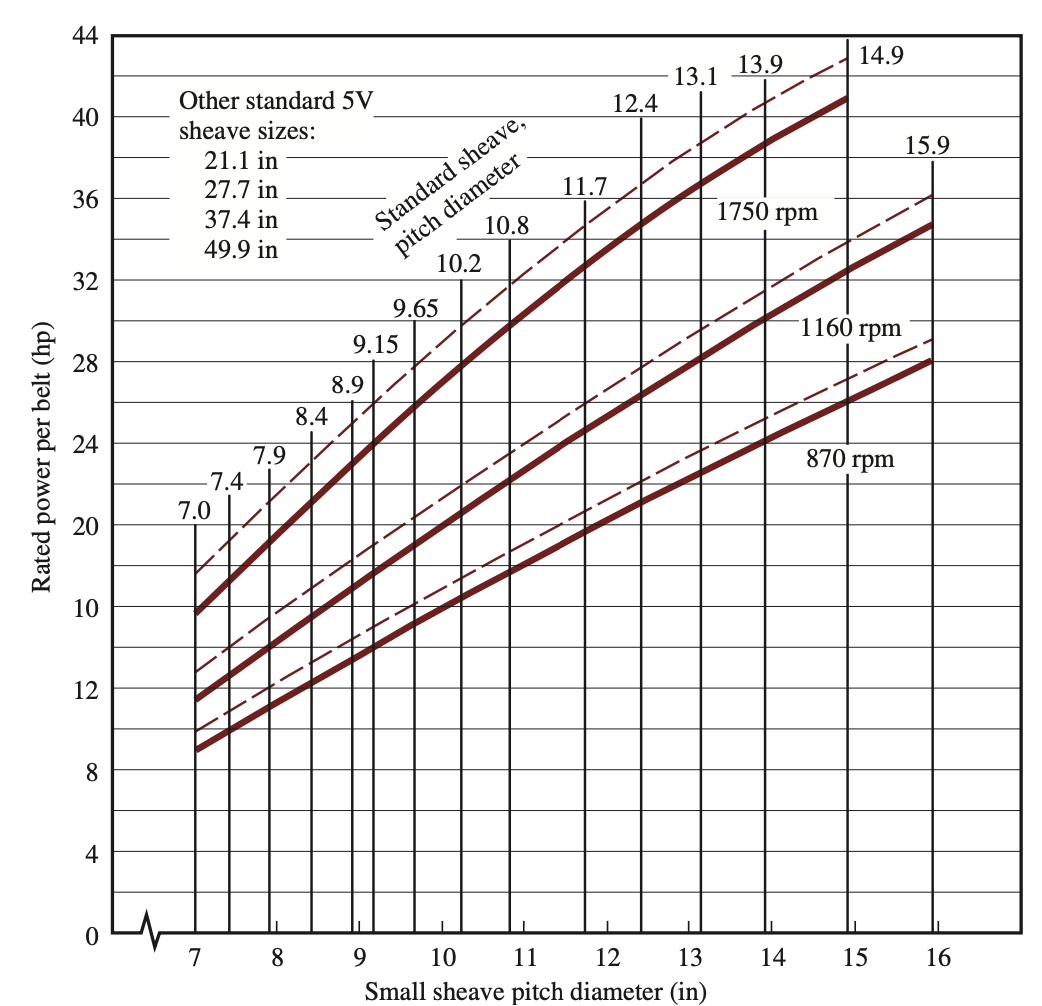 44
40
36
32
28
24
20
10
12
8
4
0
Rated power per belt (hp)
Other standard 5V
sheave sizes:
21.1 in
27.7 in
37.4 in
49.9 in
Standard sheave,
pitch diameter
7.0
7.4
7.9
8.4
8.9
9.15
9.65
10.2
10.8
11.7
12.4
13.1
13.9
14.9
15.9
1750 rpm
1160 rpm
870 rpm
7 8 9 10 11 12 13 14 15 16
Small sheave pitch diameter (in)